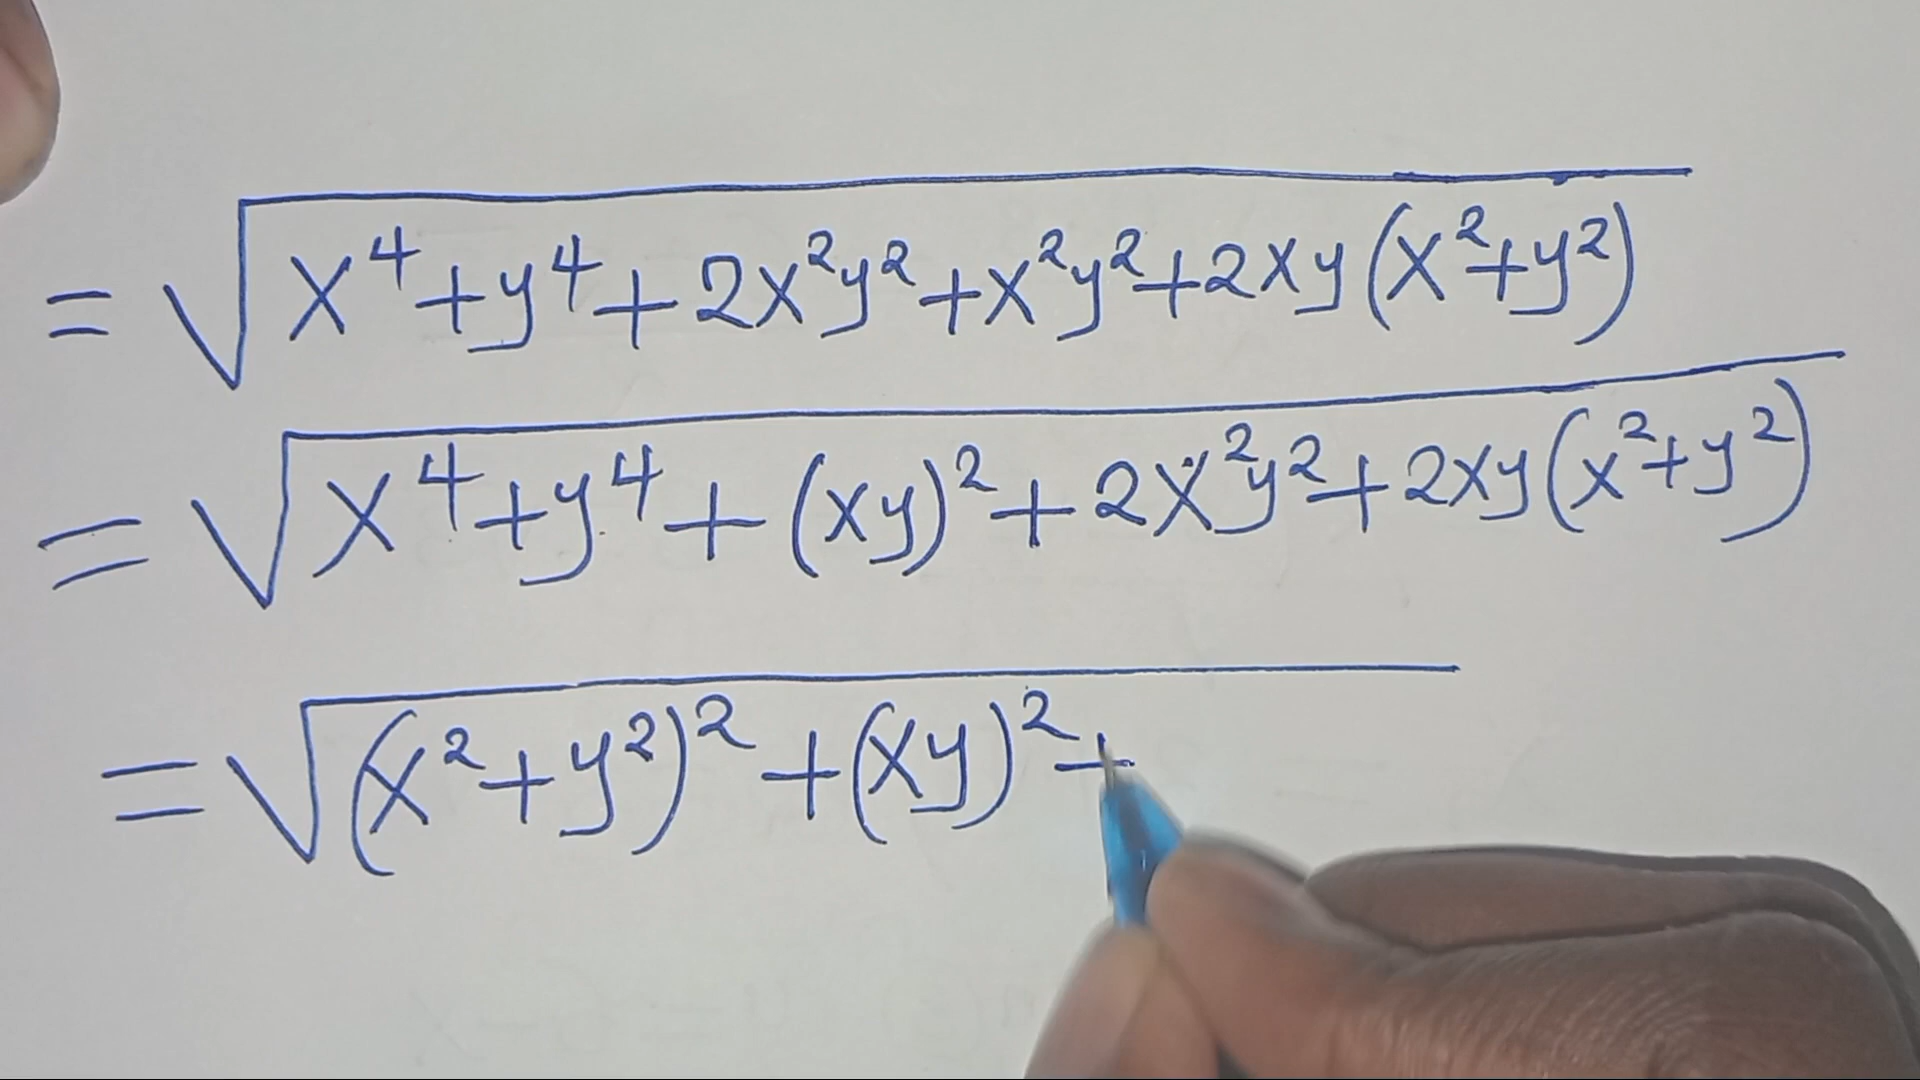 = √(x⁴+y⁴+2x²y²+x²y²+2xy(x²+y²))
= √(x⁴+y⁴+(xy)²+2x²y²+2xy(x²+y²))
= √((x²+y²)²+(xy)²+